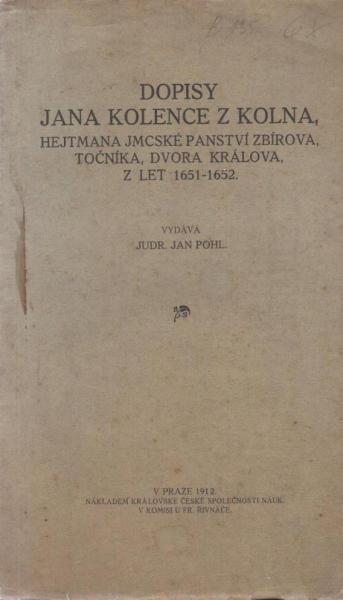 DOPISY
JANA KOLENCE Z KOLNA,
HEJTMANA JMCSKÉ PANSTVÍ ZBÍROVA,
TOČNÍKA, DVORA KRÁLOVA,
Z LET 1651-1652.
VYDÁVÁ
JUDR. JAN POHL.
V PRAZE 1912.
NÁKLADEM KRÁLOVSKÉ ČESKÉ SPOLEČNOSTI NAUK.
V KOMISI U FR. ŘIVNÁČE.